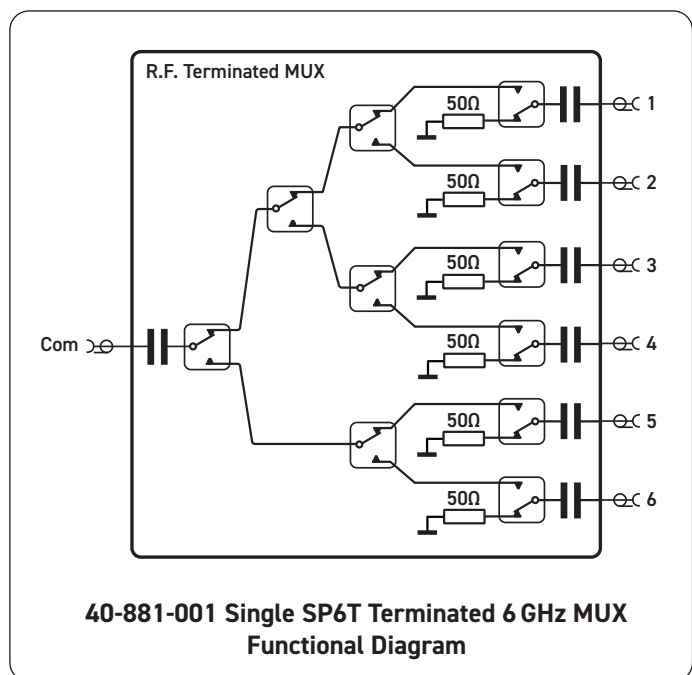 R.F. Terminated MUX
50Ω
1
50Ω
2
50Ω
3
Com
50Ω
4
50Ω
5
50Ω
6
40-881-001 Single SP6T Terminated 6 GHz MUX
Functional Diagram